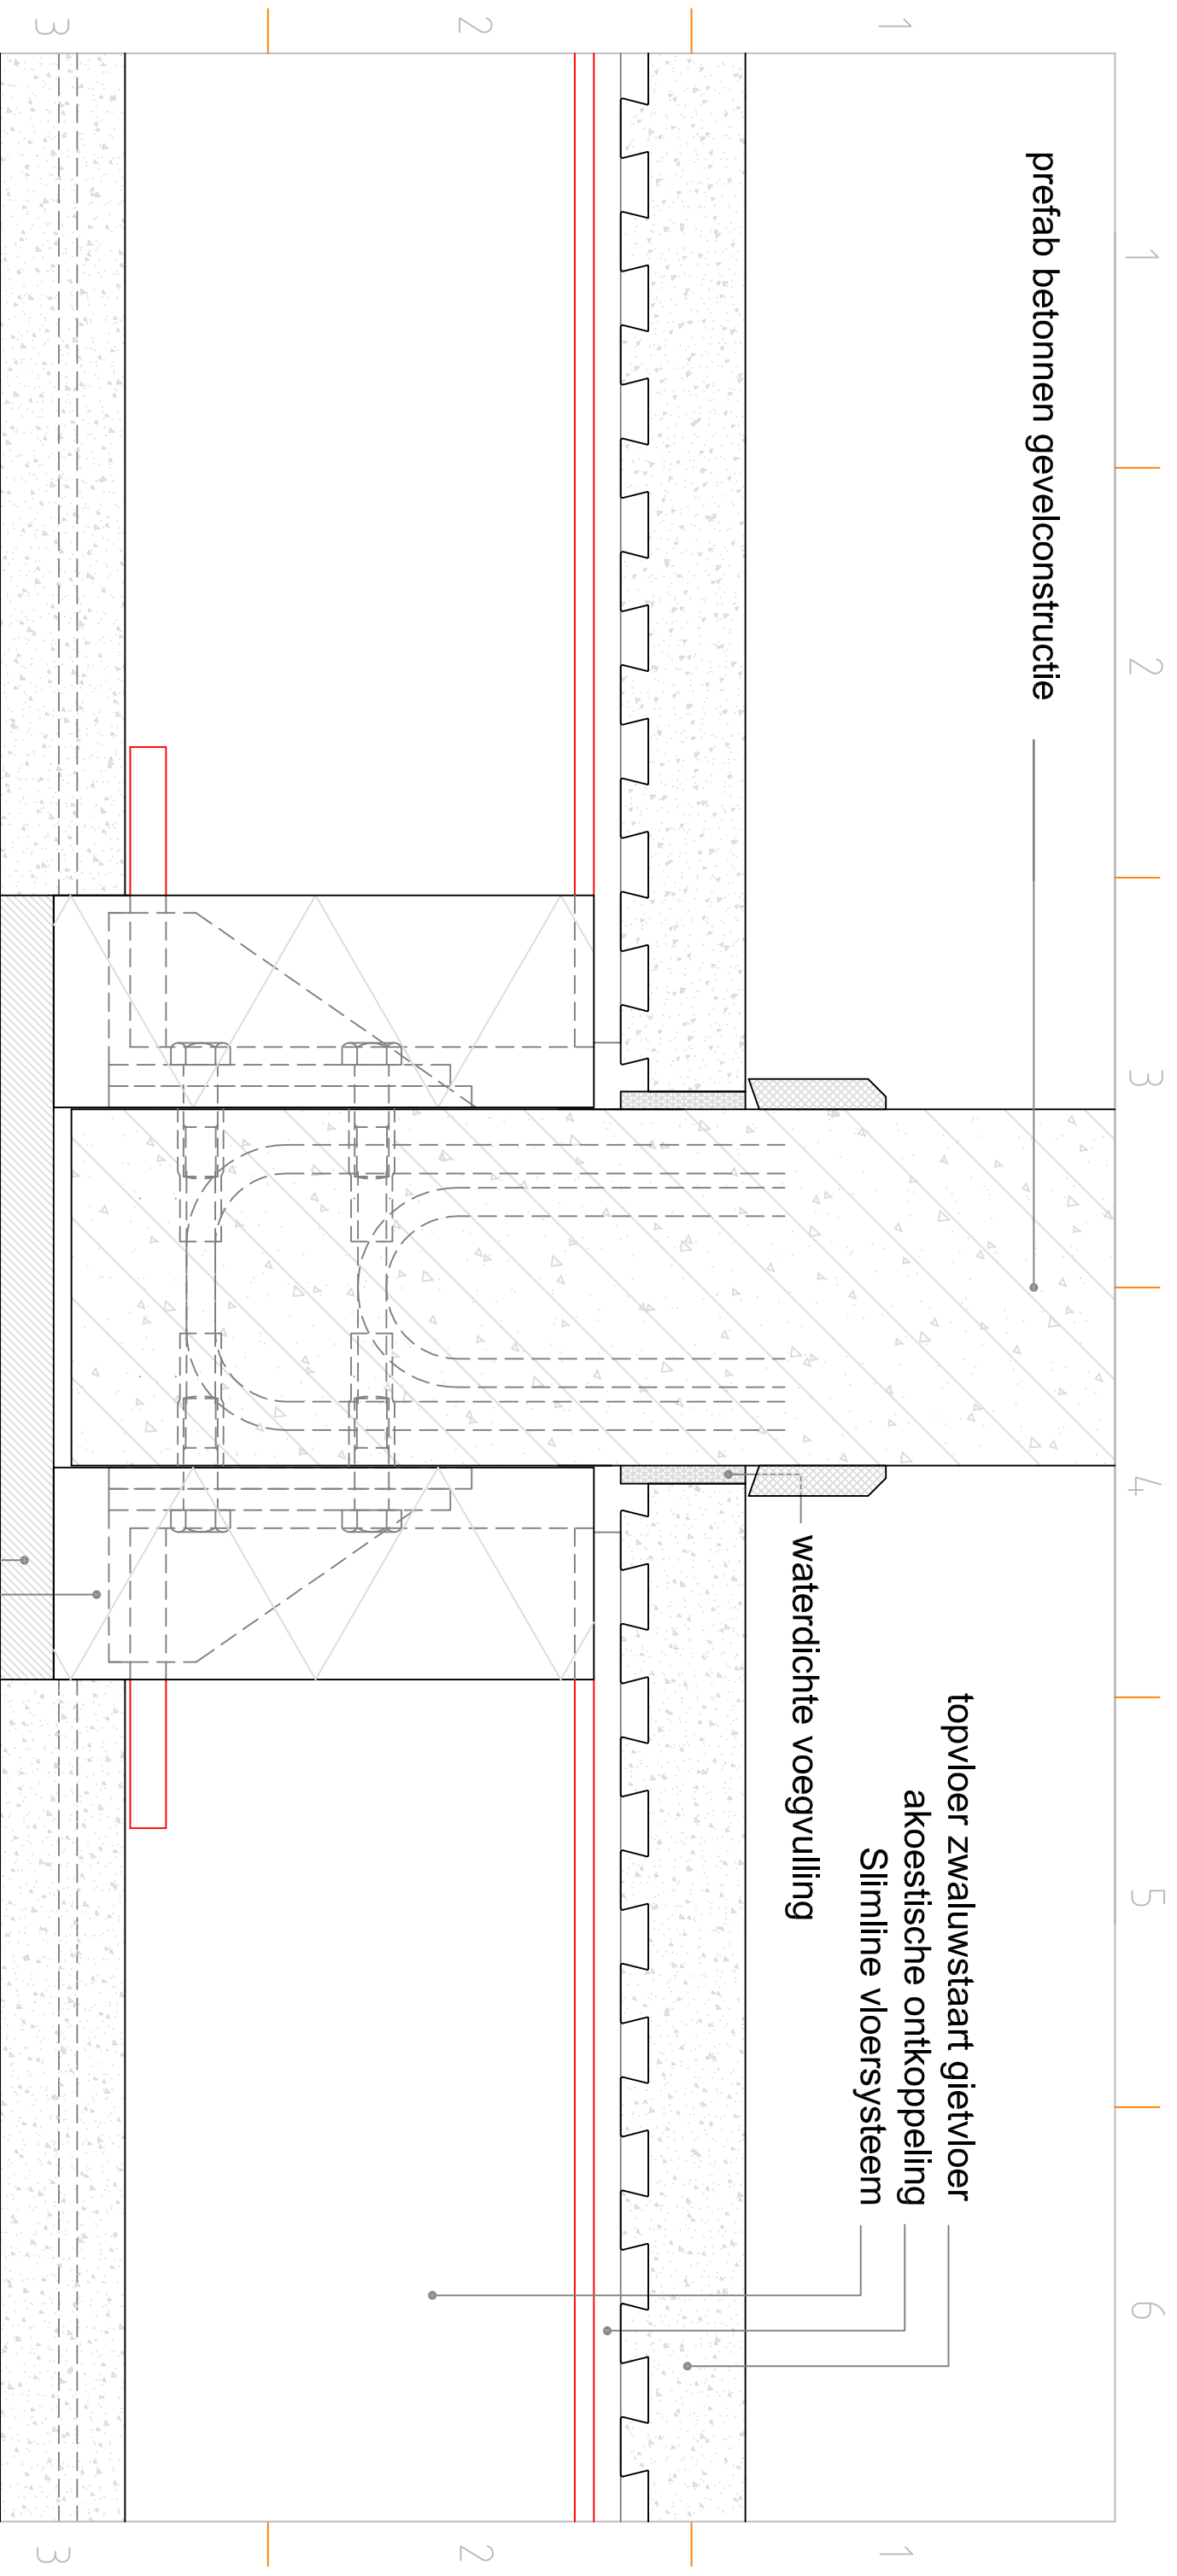 1
2
3
4
5
6
1
1
prefab betonnen gevelconstructie
topvloer zwaluwstaart gietvloer
akoestische ontkoppeling
Slimline vloersysteem
waterdichte voegvulling
2
2
3
3